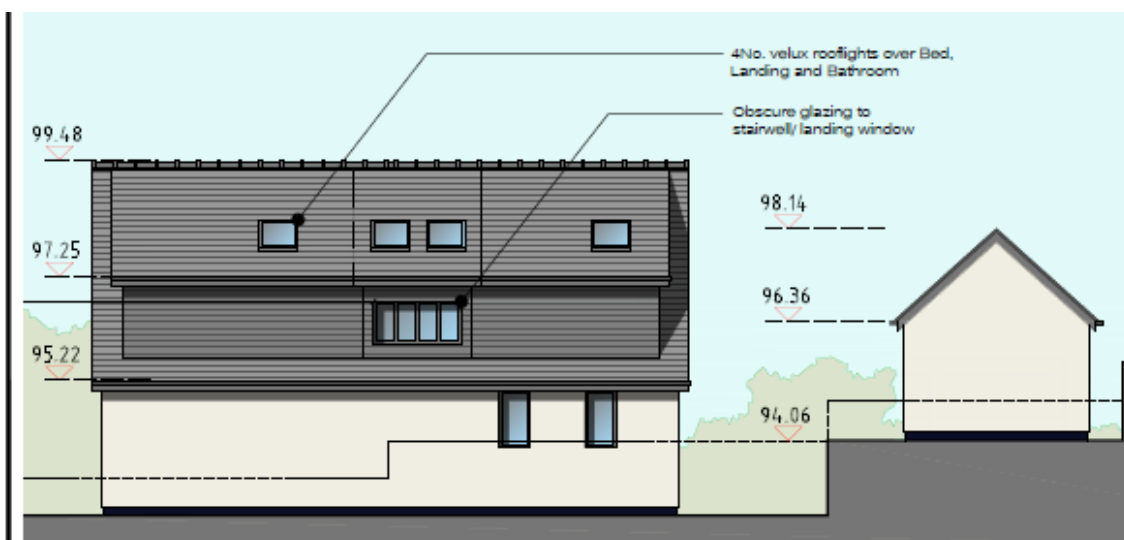 4No. velux rooflights over Bed,
Landing and Bathroom
Obscure glazing to
stairwell/landing window
99.48
97.25
95.22
98.14
96.36
94.06